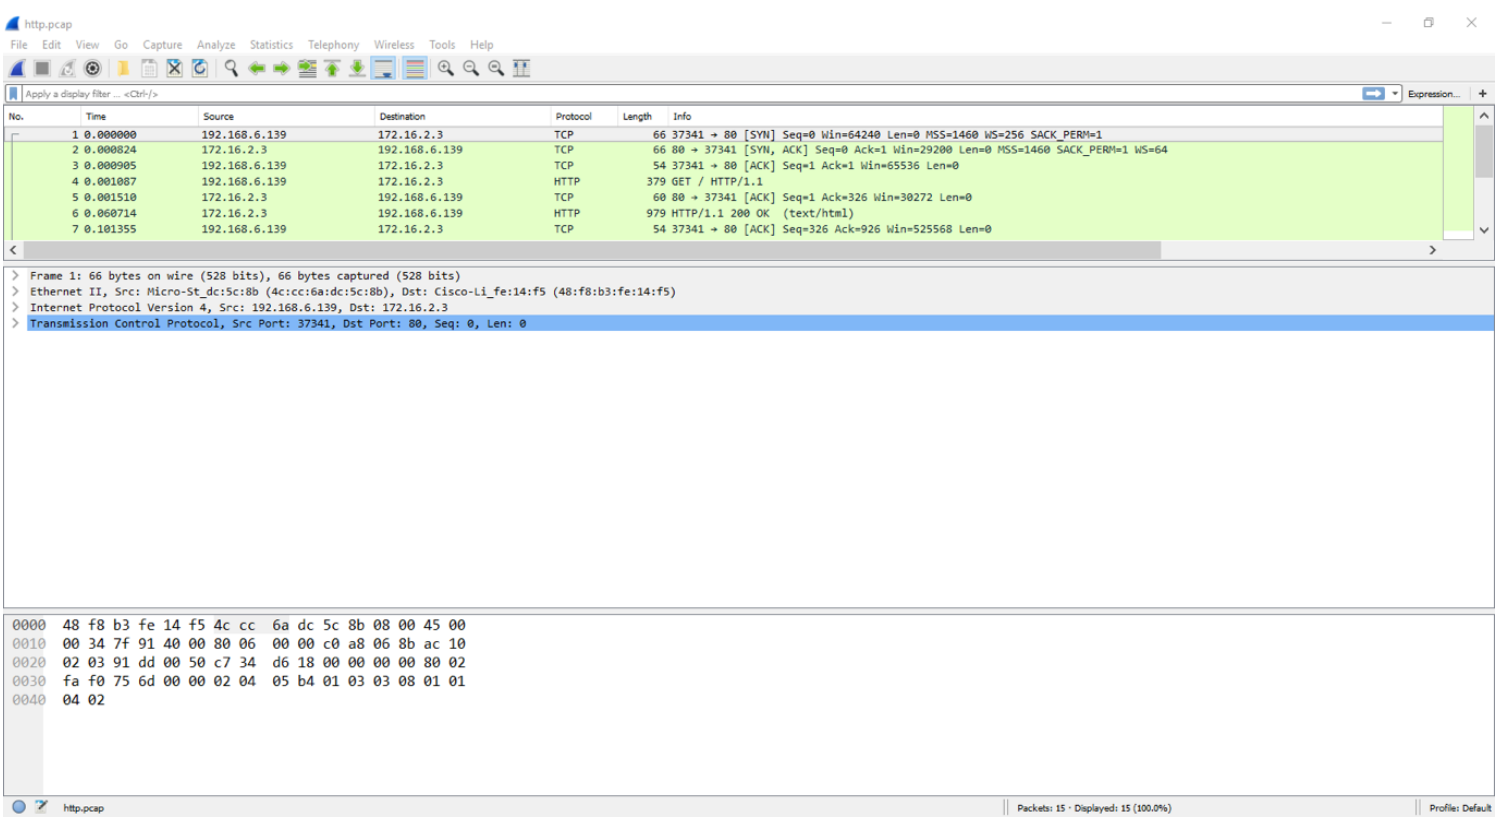 http.pcap
File Edit View Go Capture Analyze Statistics Telephony Wireless Tools Help
Apply a display filter ... <Ctrl-/> Expression... +
No. Time Source Destination Protocol Length Info
1 0.000000 192.168.6.139 172.16.2.3 TCP 66 37341 → 80 [SYN] Seq=0 Win=64240 Len=0 MSS=1460 WS=256 SACK_PERM=1
2 0.000824 172.16.2.3 192.168.6.139 TCP 66 80 → 37341 [SYN, ACK] Seq=0 Ack=1 Win=29200 Len=0 MSS=1460 SACK_PERM=1 WS=64
3 0.000905 192.168.6.139 172.16.2.3 TCP 54 37341 → 80 [ACK] Seq=1 Ack=1 Win=65536 Len=0
4 0.001087 192.168.6.139 172.16.2.3 HTTP 379 GET / HTTP/1.1
5 0.001510 172.16.2.3 192.168.6.139 TCP 60 80 → 37341 [ACK] Seq=1 Ack=326 Win=30272 Len=0
6 0.060714 172.16.2.3 192.168.6.139 HTTP 979 HTTP/1.1 200 OK (text/html)
7 0.101355 192.168.6.139 172.16.2.3 TCP 54 37341 → 80 [ACK] Seq=326 Ack=926 Win=525568 Len=0
Frame 1: 66 bytes on wire (528 bits), 66 bytes captured (528 bits)
Ethernet II, Src: Micro-St_dc:5c:8b (4c:cc:6a:dc:5c:8b), Dst: Cisco-Li_fe:14:f5 (48:f8:b3:fe:14:f5)
Internet Protocol Version 4, Src: 192.168.6.139, Dst: 172.16.2.3
Transmission Control Protocol, Src Port: 37341, Dst Port: 80, Seq: 0, Len: 0
0000 48 f8 b3 fe 14 f5 4c cc 6a dc 5c 8b 08 00 45 00
0010 00 34 7f 91 40 00 80 06 00 00 c0 a8 06 8b ac 10
0020 02 03 91 dd 00 50 c7 34 d6 18 00 00 00 00 80 02
0030 fa f0 75 6d 00 00 02 04 05 b4 01 03 03 08 01 01
0040 04 02
http.pcap Packets: 15 · Displayed: 15 (100.0%) Profile: Default